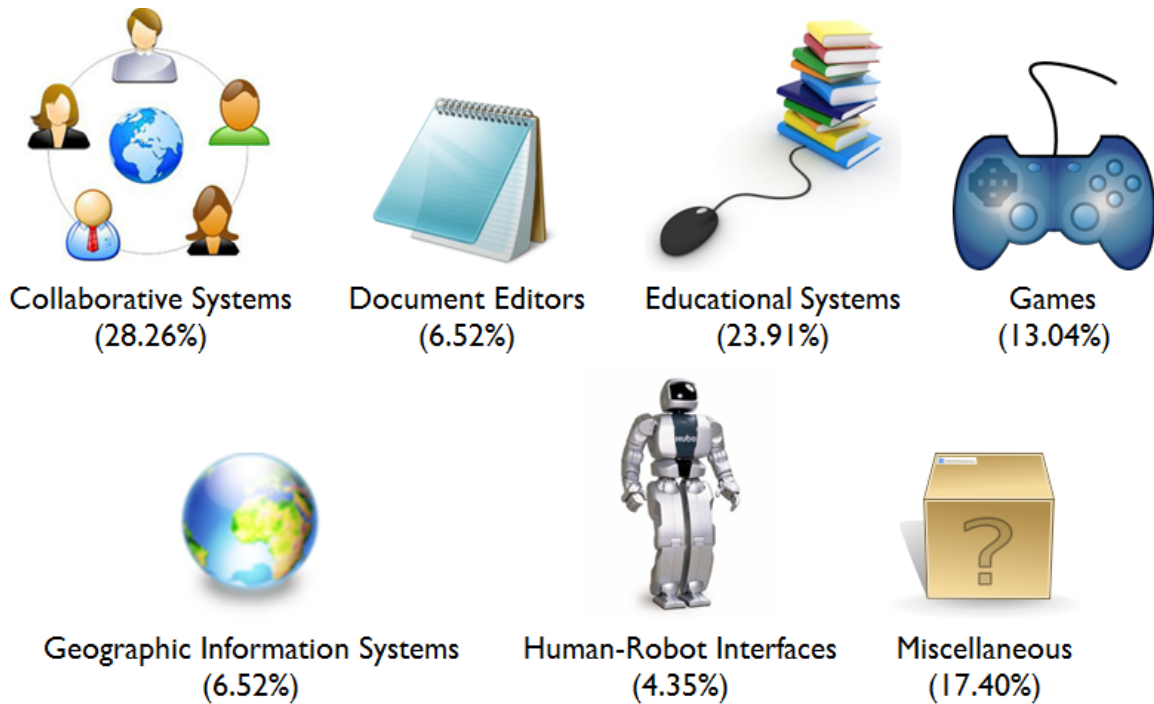 Collaborative Systems
(28.26%)
Document Editors
(6.52%)
Educational Systems
(23.91%)
Games
(13.04%)
Geographic Information Systems
(6.52%)
Human-Robot Interfaces
(4.35%)
Miscellaneous
(17.40%)
?